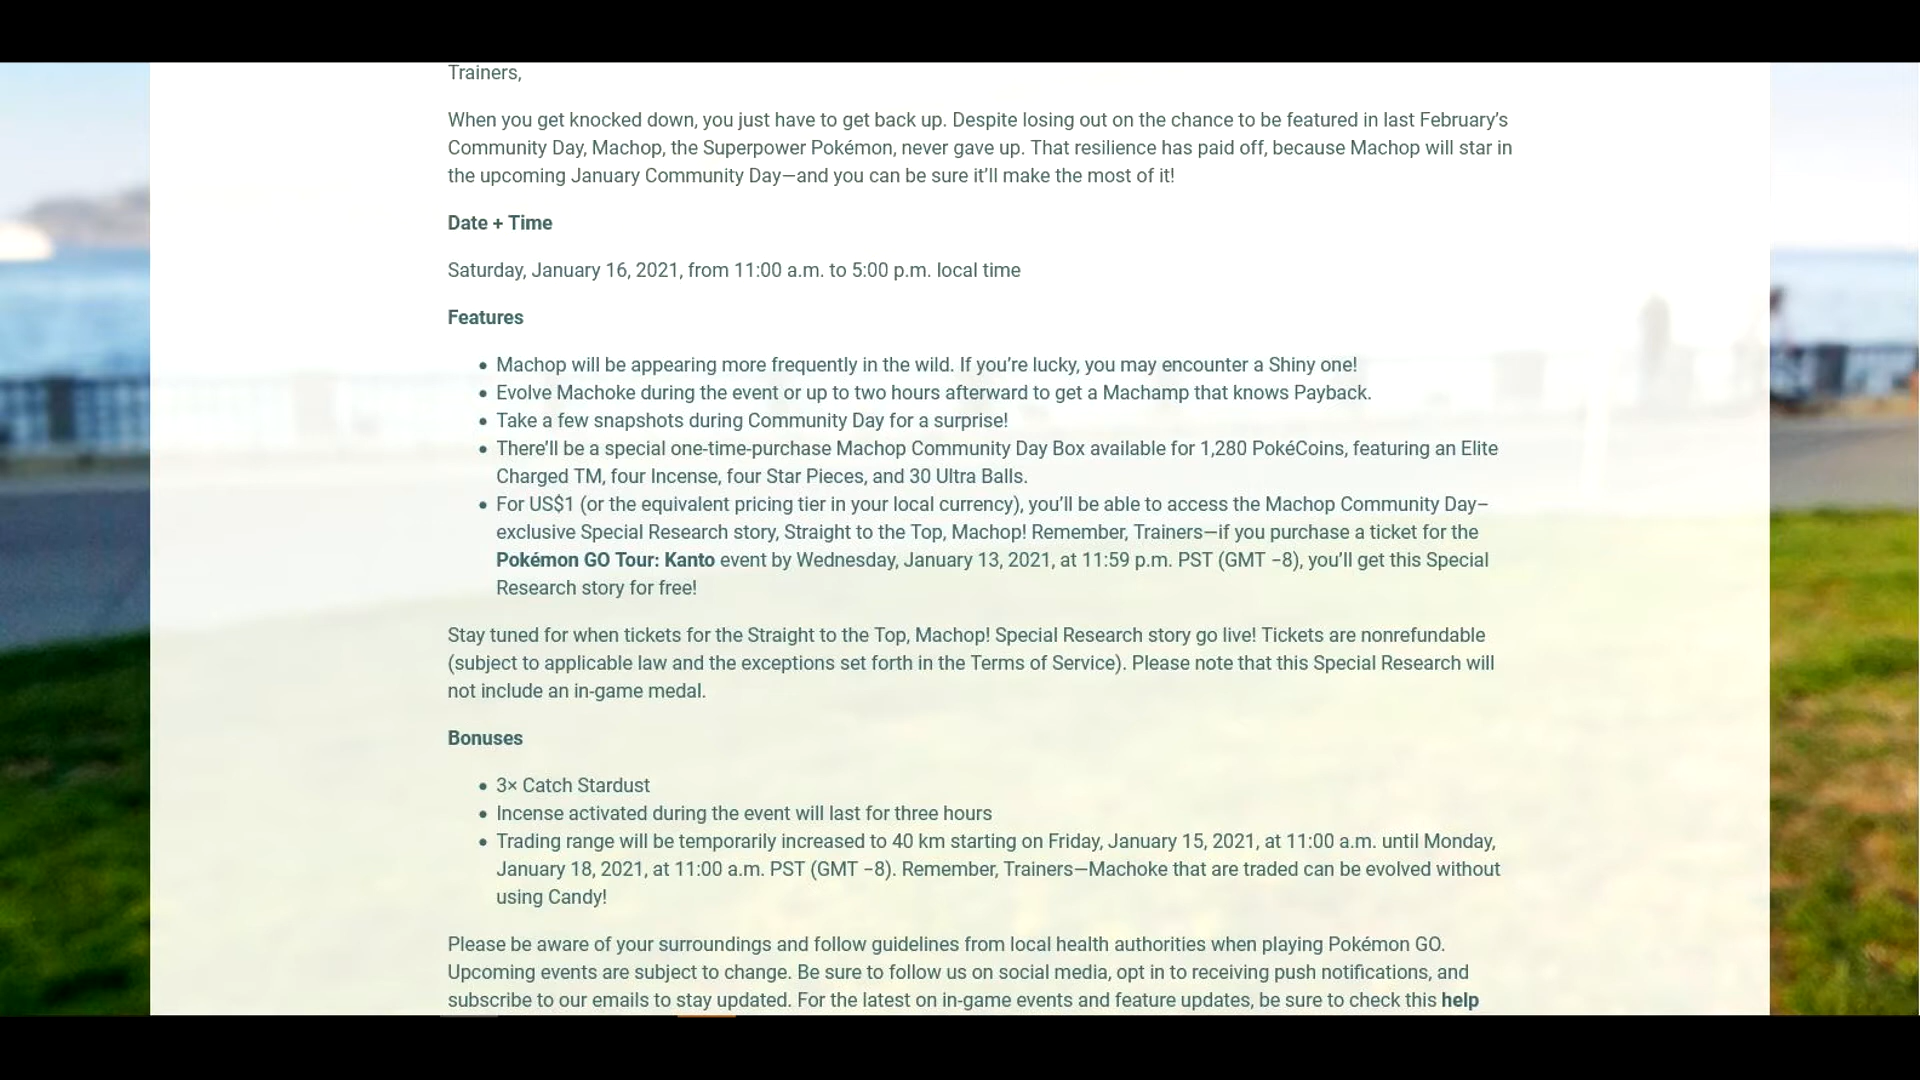 Trainers,
When you get knocked down, you just have to get back up. Despite losing out on the chance to be featured in last February’s
Community Day, Machop, the Superpower Pokémon, never gave up. That resilience has paid off, because Machop will star in
the upcoming January Community Day—and you can be sure it’ll make the most of it!
Date + Time
Saturday, January 16, 2021, from 11:00 a.m. to 5:00 p.m. local time
Features
• Machop will be appearing more frequently in the wild. If you’re lucky, you may encounter a Shiny one!
• Evolve Machoke during the event or up to two hours afterward to get a Machamp that knows Payback.
• Take a few snapshots during Community Day for a surprise!
• There’ll be a special one-time-purchase Machop Community Day Box available for 1,280 PokéCoins, featuring an Elite
Charged TM, four Incense, four Star Pieces, and 30 Ultra Balls.
• For US$1 (or the equivalent pricing tier in your local currency), you’ll be able to access the Machop Community Day–
exclusive Special Research story, Straight to the Top, Machop! Remember, Trainers—if you purchase a ticket for the
Pokémon GO Tour: Kanto event by Wednesday, January 13, 2021, at 11:59 p.m. PST (GMT −8), you’ll get this Special
Research story for free!
Stay tuned for when tickets for the Straight to the Top, Machop! Special Research story go live! Tickets are nonrefundable
(subject to applicable law and the exceptions set forth in the Terms of Service). Please note that this Special Research will
not include an in-game medal.
Bonuses
• 3× Catch Stardust
• Incense activated during the event will last for three hours
• Trading range will be temporarily increased to 40 km starting on Friday, January 15, 2021, at 11:00 a.m. until Monday,
January 18, 2021, at 11:00 a.m. PST (GMT −8). Remember, Trainers—Machoke that are traded can be evolved without
using Candy!
Please be aware of your surroundings and follow guidelines from local health authorities when playing Pokémon GO.
Upcoming events are subject to change. Be sure to follow us on social media, opt in to receiving push notifications, and
subscribe to our emails to stay updated. For the latest on in-game events and feature updates, be sure to check this help